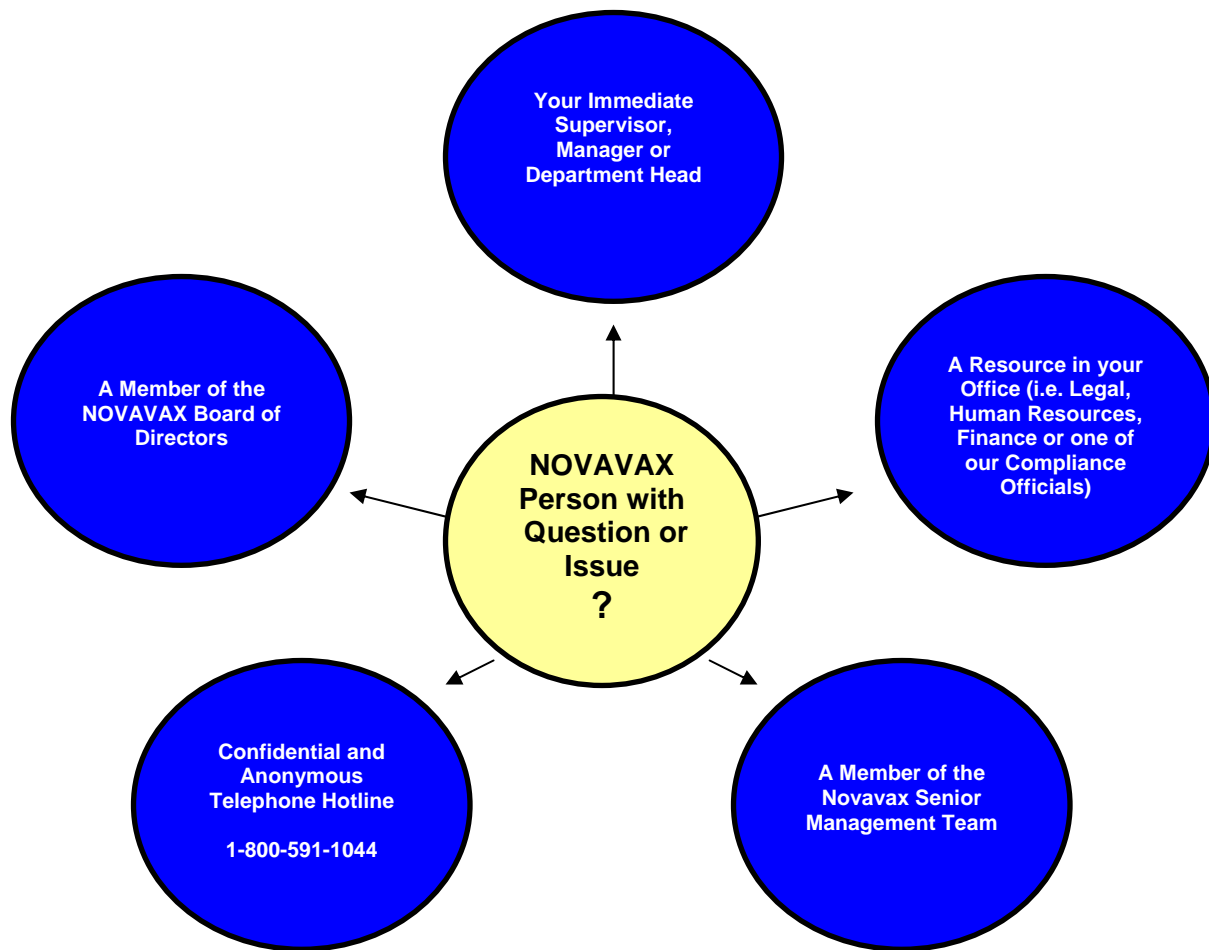 Your Immediate
Supervisor,
Manager or
Department Head
A Member of the
NOVAVAX Board of
Directors
A Resource in your
Office (i.e. Legal,
Human Resources,
Finance or one of
our Compliance
Officials)
NOVAVAX
Person with
Question or
Issue
?
Confidential and
Anonymous
Telephone Hotline
1-800-591-1044
A Member of the
Novavax Senior
Management Team